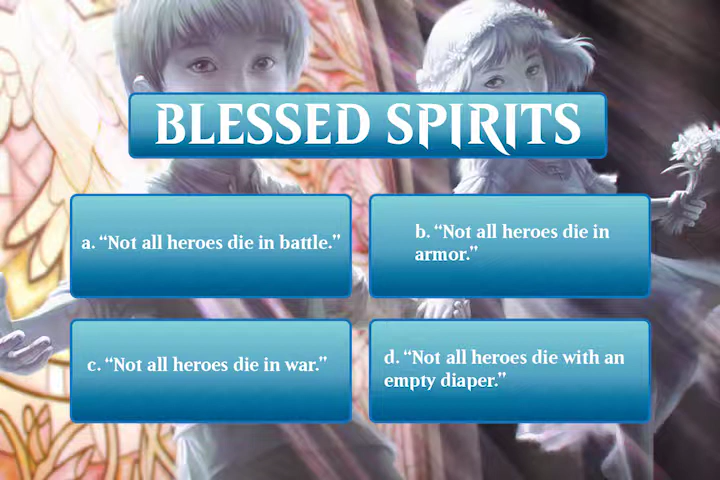 BLESSED SPIRITS
a. “Not all heroes die in battle.”
b. “Not all heroes die in
armor.”
c. “Not all heroes die in war.”
d. “Not all heroes die with an
empty diaper.”